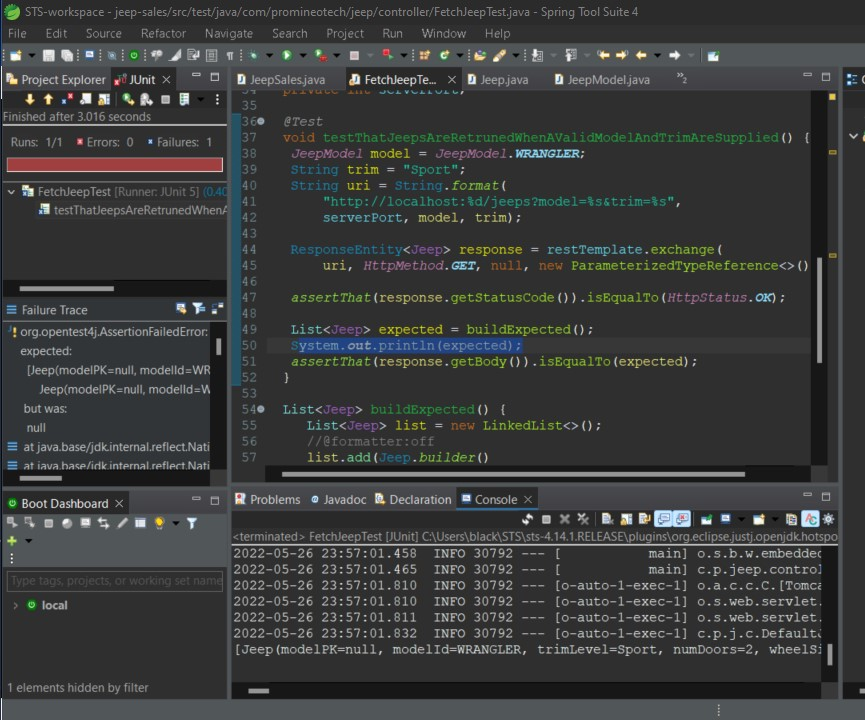 STS-workspace - jeep-sales/src/test/java/com/promineotech/jeep/controller/FetchJeepTest.java - Spring Tool Suite 4
File Edit Source Refactor Navigate Search Project Run Window Help
Project Explorer JUnit
Finished after 3.016 seconds
Runs: 1/1 Errors: 0 Failures: 1
FetchJeepTest [Runner: JUnit 5] (0.40
testThatJeepsAreRetrunedWhenA
Failure Trace
org.opentest4j.AssertionFailedError:
expected:
[Jeep(modelPK=null, modelId=WR
Jeep(modelPK=null, modelId=W
but was:
null
at java.base/jdk.internal.reflect.Nati
at java.base/jdk.internal.reflect.Nati
Boot Dashboard
Type tags, projects, or working set name
local
1 elements hidden by filter
JeepSales.java FetchJeepTe... Jeep.java JeepModel.java »2
34 private int serverPort;
35
36 @Test
37 void testThatJeepsAreRetrunedWhenAValidModelAndTrimAreSupplied() {
38 JeepModel model = JeepModel.WRANGLER;
39 String trim = "Sport";
40 String uri = String.format(
41 "http://localhost:%d/jeeps?model=%s&trim=%s",
42 serverPort, model, trim);
43
44 ResponseEntity<Jeep> response = restTemplate.exchange(
45 uri, HttpMethod.GET, null, new ParameterizedTypeReference<>()
46
47 assertThat(response.getStatusCode()).isEqualTo(HttpStatus.OK);
48
49 List<Jeep> expected = buildExpected();
50 System.out.println(expected);
51 assertThat(response.getBody()).isEqualTo(expected);
52 }
53
54 List<Jeep> buildExpected() {
55 List<Jeep> list = new LinkedList<>();
56 //@formatter:off
57 list.add(Jeep.builder()
Problems Javadoc Declaration Console
<terminated> FetchJeepTest [JUnit] C:\Users\black\STS\sts-4.14.1.RELEASE\plugins\org.eclipse.justj.openjdk.hotspo
2022-05-26 23:57:01.458 INFO 30792 --- [ main] o.s.b.w.embedded
2022-05-26 23:57:01.465 INFO 30792 --- [ main] c.p.jeep.control
2022-05-26 23:57:01.810 INFO 30792 --- [o-auto-1-exec-1] o.a.c.c.C.[Tomca
2022-05-26 23:57:01.810 INFO 30792 --- [o-auto-1-exec-1] o.s.web.servlet.
2022-05-26 23:57:01.811 INFO 30792 --- [o-auto-1-exec-1] o.s.web.servlet.
2022-05-26 23:57:01.832 INFO 30792 --- [o-auto-1-exec-1] c.p.j.c.DefaultJ
[Jeep(modelPK=null, modelId=WRANGLER, trimLevel=Sport, numDoors=2, wheelSi